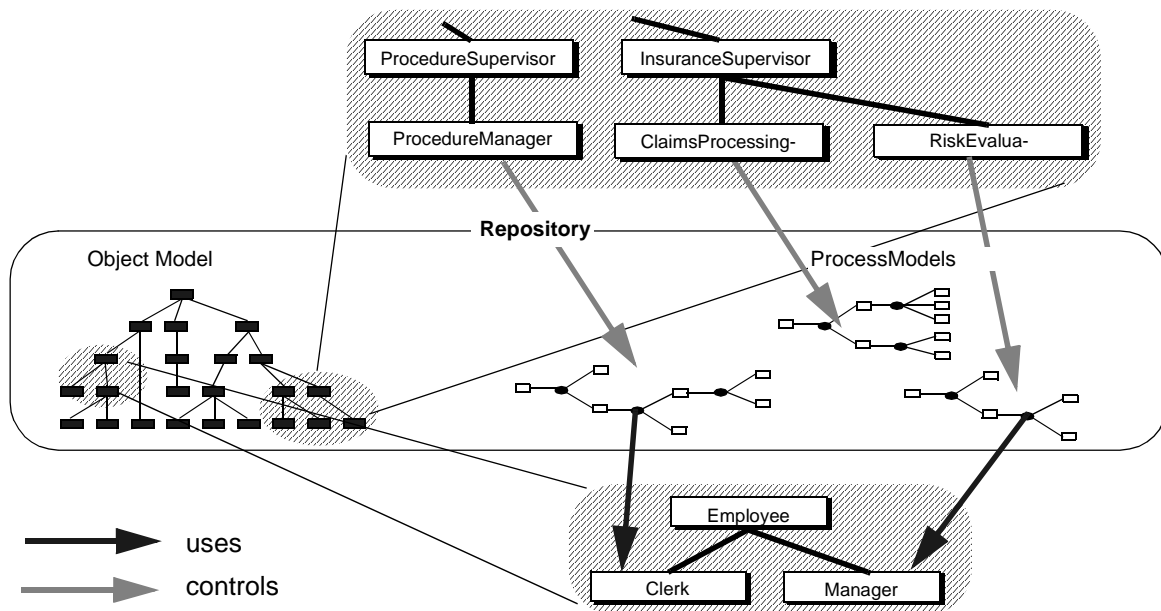 ProcedureSupervisor
InsuranceSupervisor
ProcedureManager
ClaimsProcessing-
RiskEvalua-
Repository
Object Model
ProcessModels
Employee
Clerk
Manager
uses
controls